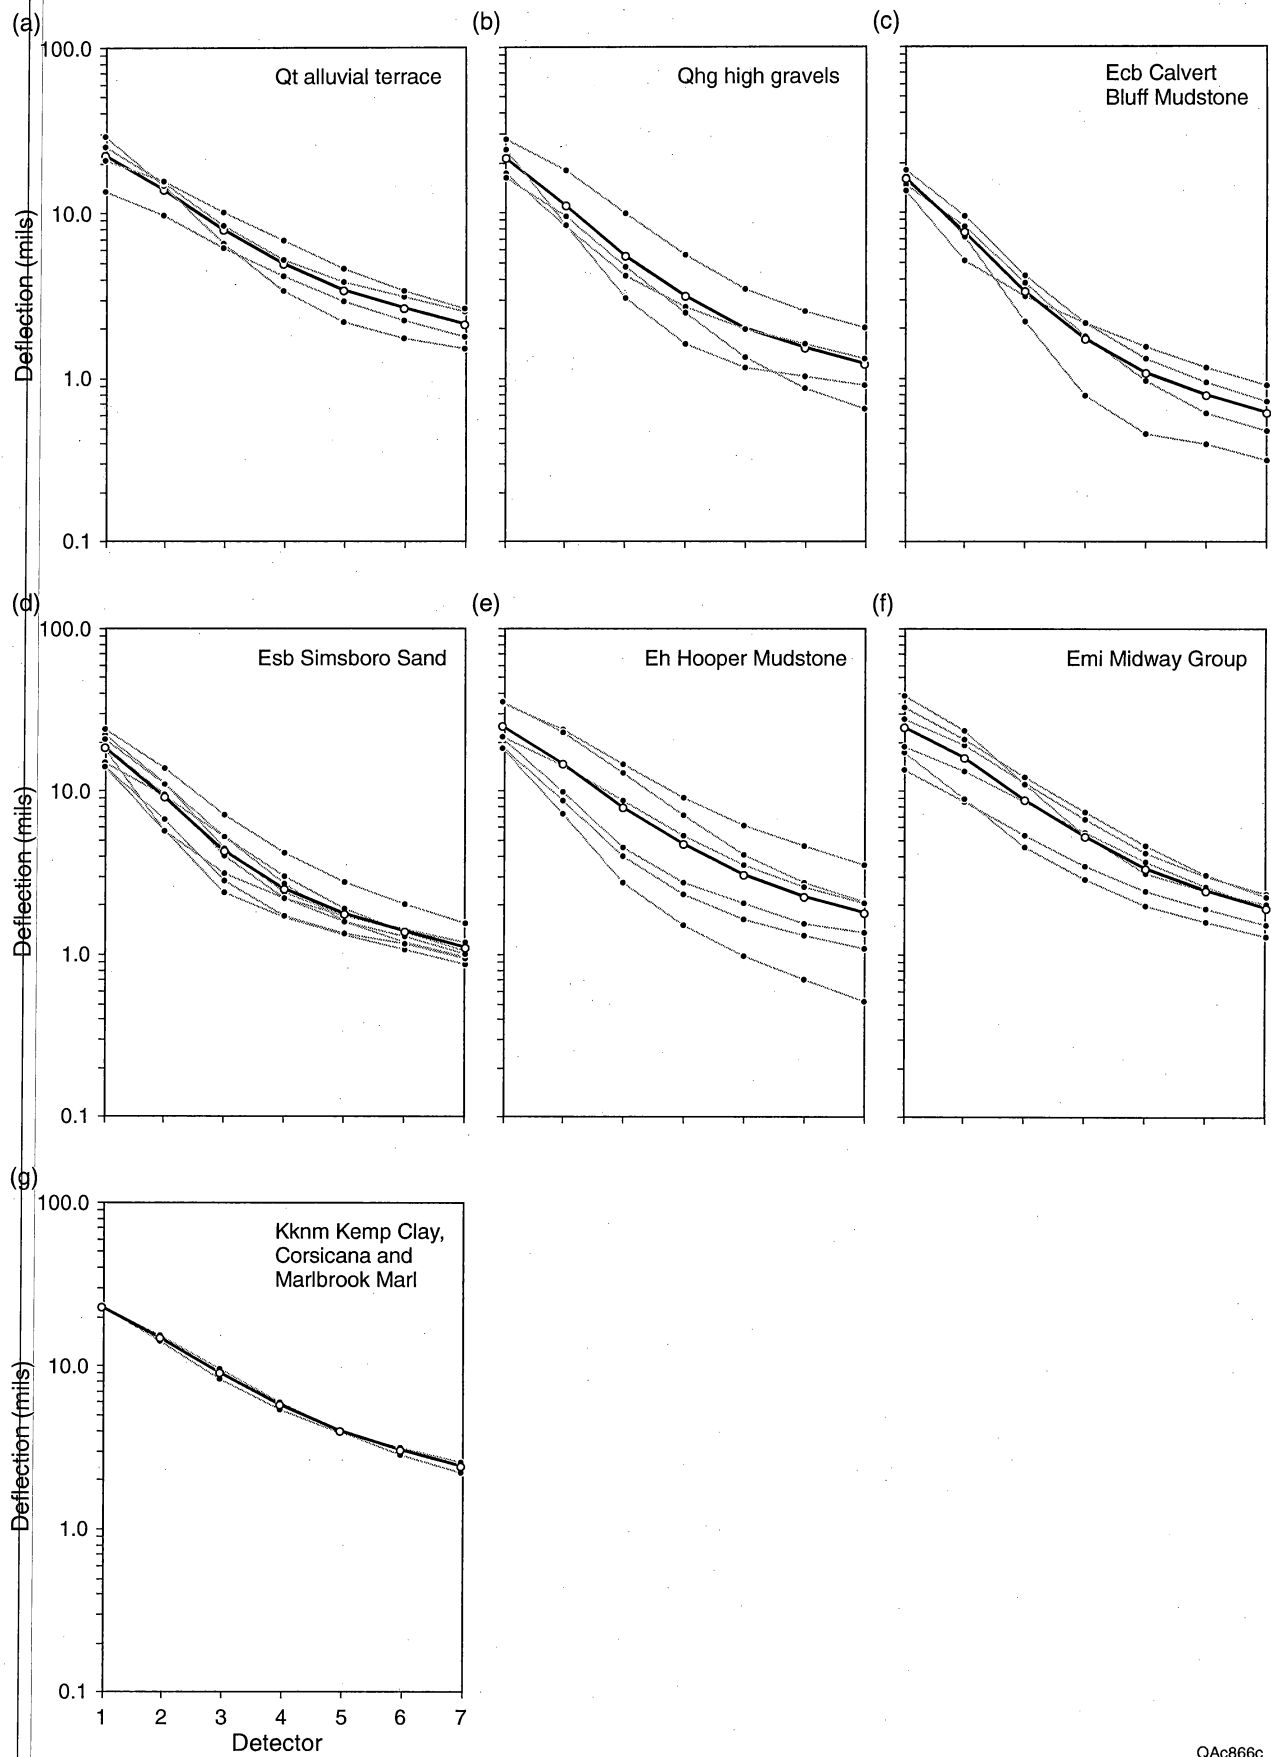 (a)
100.0
10.0
1.0
0.1
Deflection (mils)
Qt alluvial terrace
(b)
Qhg high gravels
(c)
Ecb Calvert
Bluff Mudstone
(d)
100.0
10.0
1.0
0.1
Deflection (mils)
Esb Simsboro Sand
(e)
Eh Hooper Mudstone
(f)
Emi Midway Group
(g)
100.0
10.0
1.0
0.1
Deflection (mils)
Kknm Kemp Clay,
Corsicana and
Marlbrook Marl
1 2 3 4 5 6 7
Detector
QAc866c